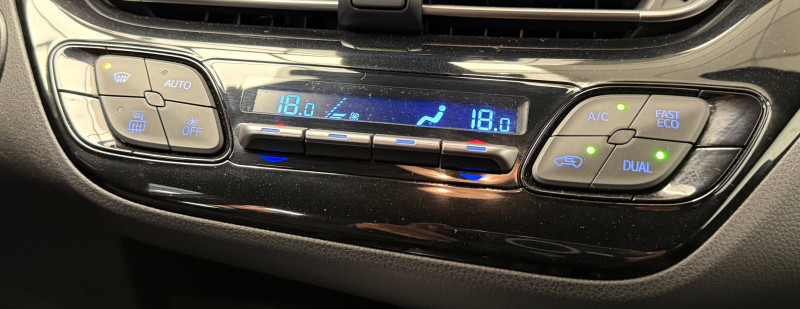 AUTO
OFF
18.0
18.0
A/C
FAST
ECO
DUAL